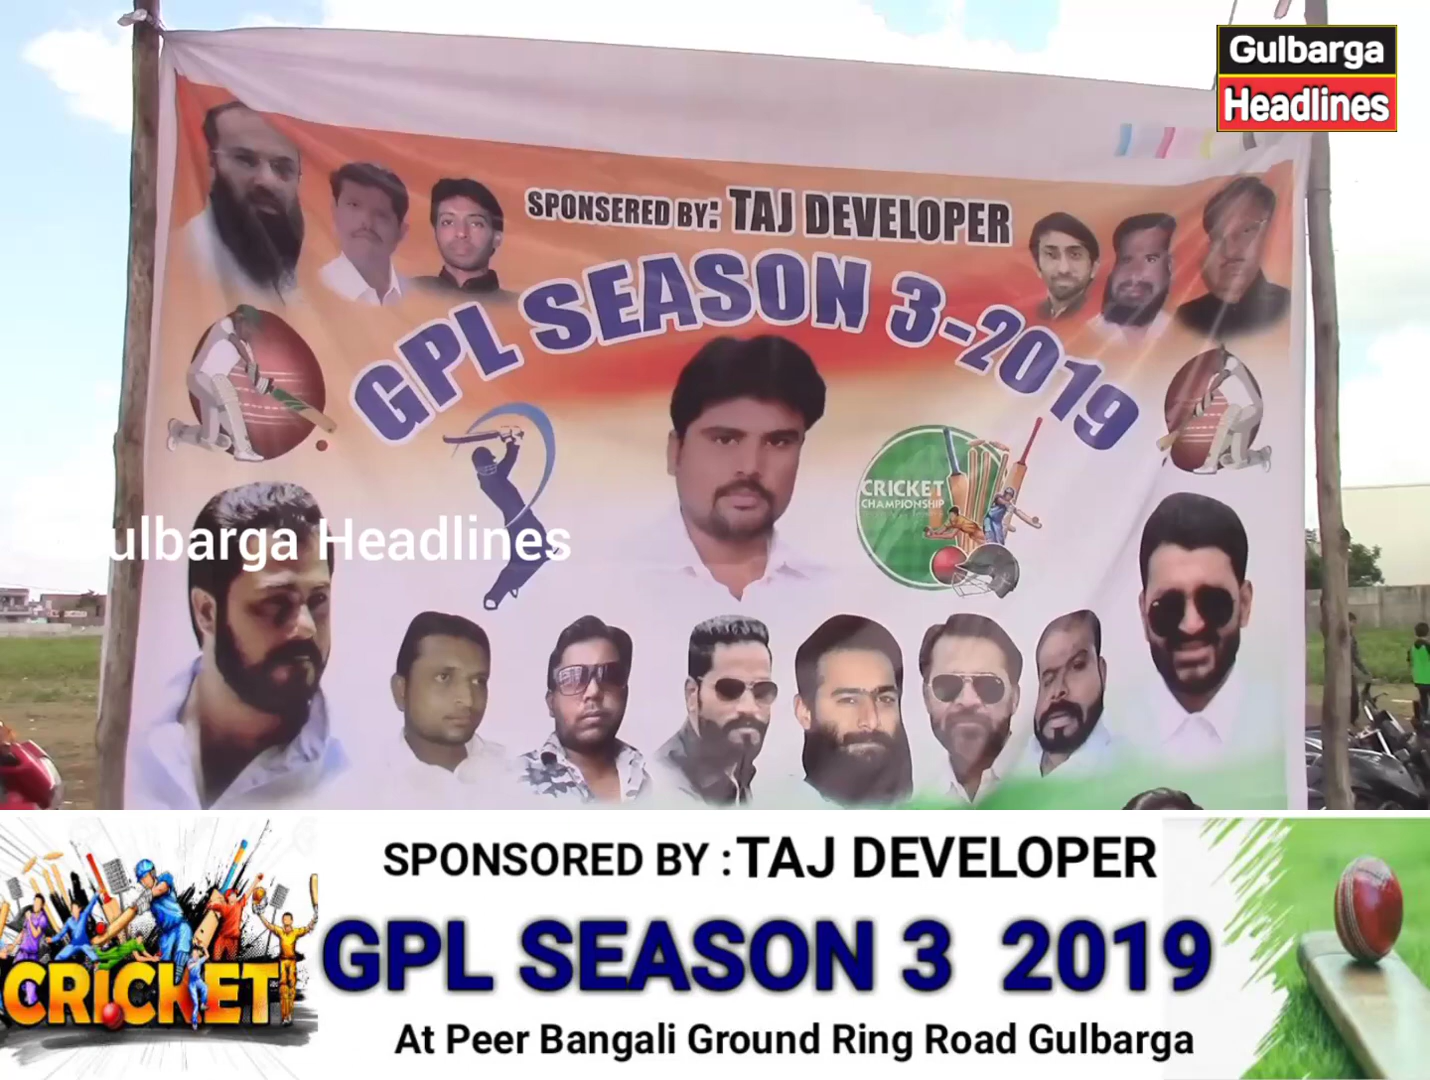 Gulbarga
Headlines
SPONSERED BY: TAJ DEVELOPER
GPL SEASON 3-2019
CRICKET
CHAMPIONSHIP
ulbarga Headlines
SPONSORED BY : TAJ DEVELOPER
GPL SEASON 3 2019
CRICKET
At Peer Bangali Ground Ring Road Gulbarga